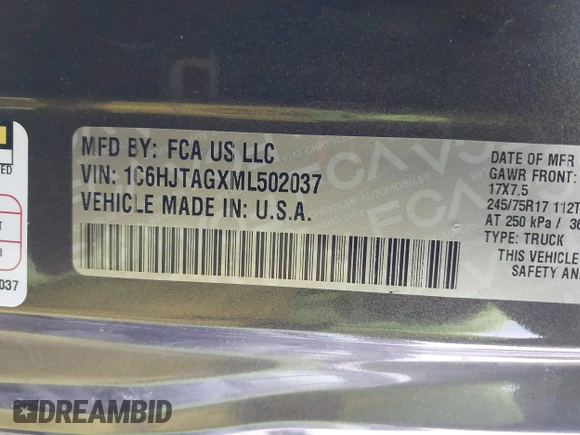 MFD BY: FCA US LLC
VIN: 1C6HJTAGXML502037
VEHICLE MADE IN: U.S.A.
DATE OF MFR
GAWR FRONT:
17X7.5
245/75R17 112T
AT 250 kPa / 36
TYPE: TRUCK
THIS VEHICLE
SAFETY AN
037
DREAMBID